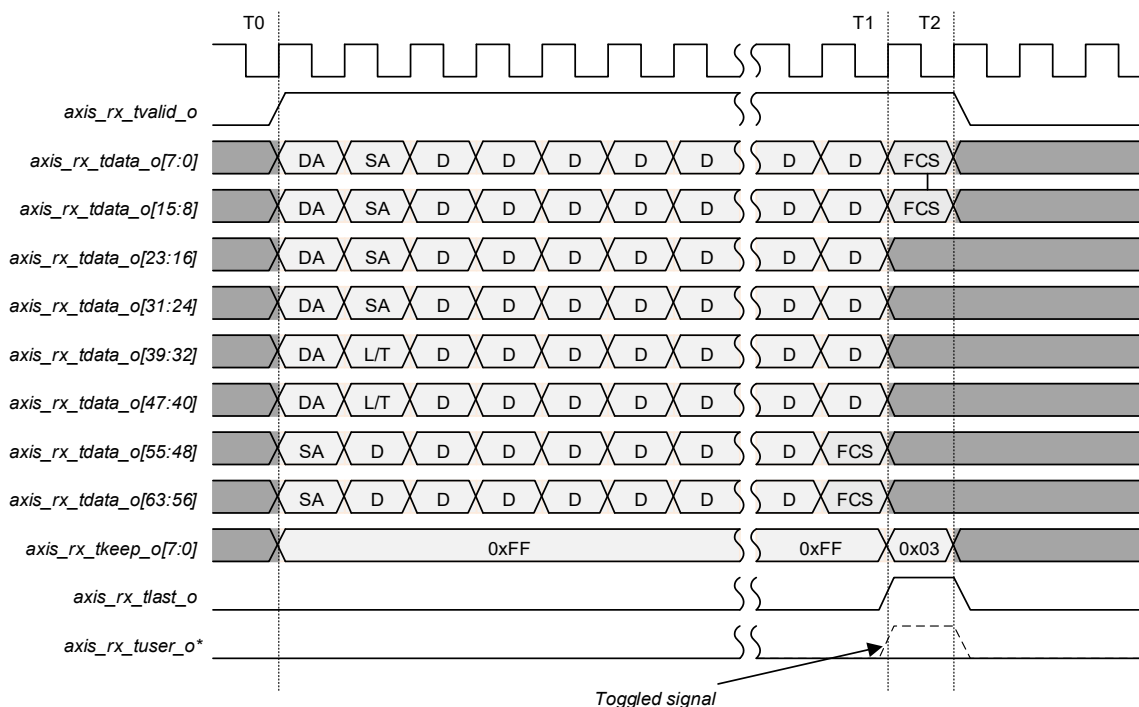 T0 T1 T2
axis_rx_tvalid_o
axis_rx_tdata_o[7:0] DA SA D D D D D D D FCS
axis_rx_tdata_o[15:8] DA SA D D D D D D D FCS
axis_rx_tdata_o[23:16] DA SA D D D D D D D
axis_rx_tdata_o[31:24] DA SA D D D D D D D
axis_rx_tdata_o[39:32] DA L/T D D D D D D D
axis_rx_tdata_o[47:40] DA L/T D D D D D D D
axis_rx_tdata_o[55:48] SA D D D D D D D FCS
axis_rx_tdata_o[63:56] SA D D D D D D D FCS
axis_rx_tkeep_o[7:0] 0xFF 0xFF 0x03
axis_rx_tlast_o
axis_rx_tuser_o*
Toggled signal